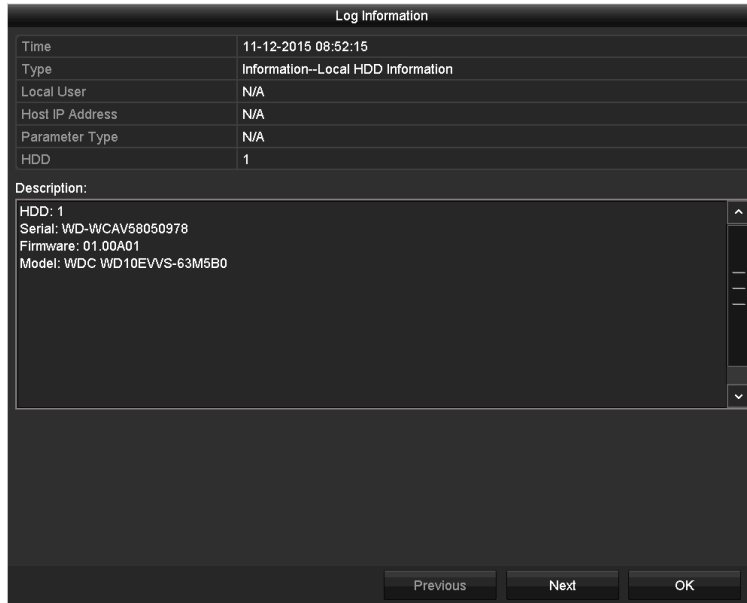 Log Information
Time 11-12-2015 08:52:15
Type Information--Local HDD Information
Local User N/A
Host IP Address N/A
Parameter Type N/A
HDD 1
Description:
HDD: 1
Serial: WD-WCAV58050978
Firmware: 01.00A01
Model: WDC WD10EVVS-63M5B0
Previous Next OK